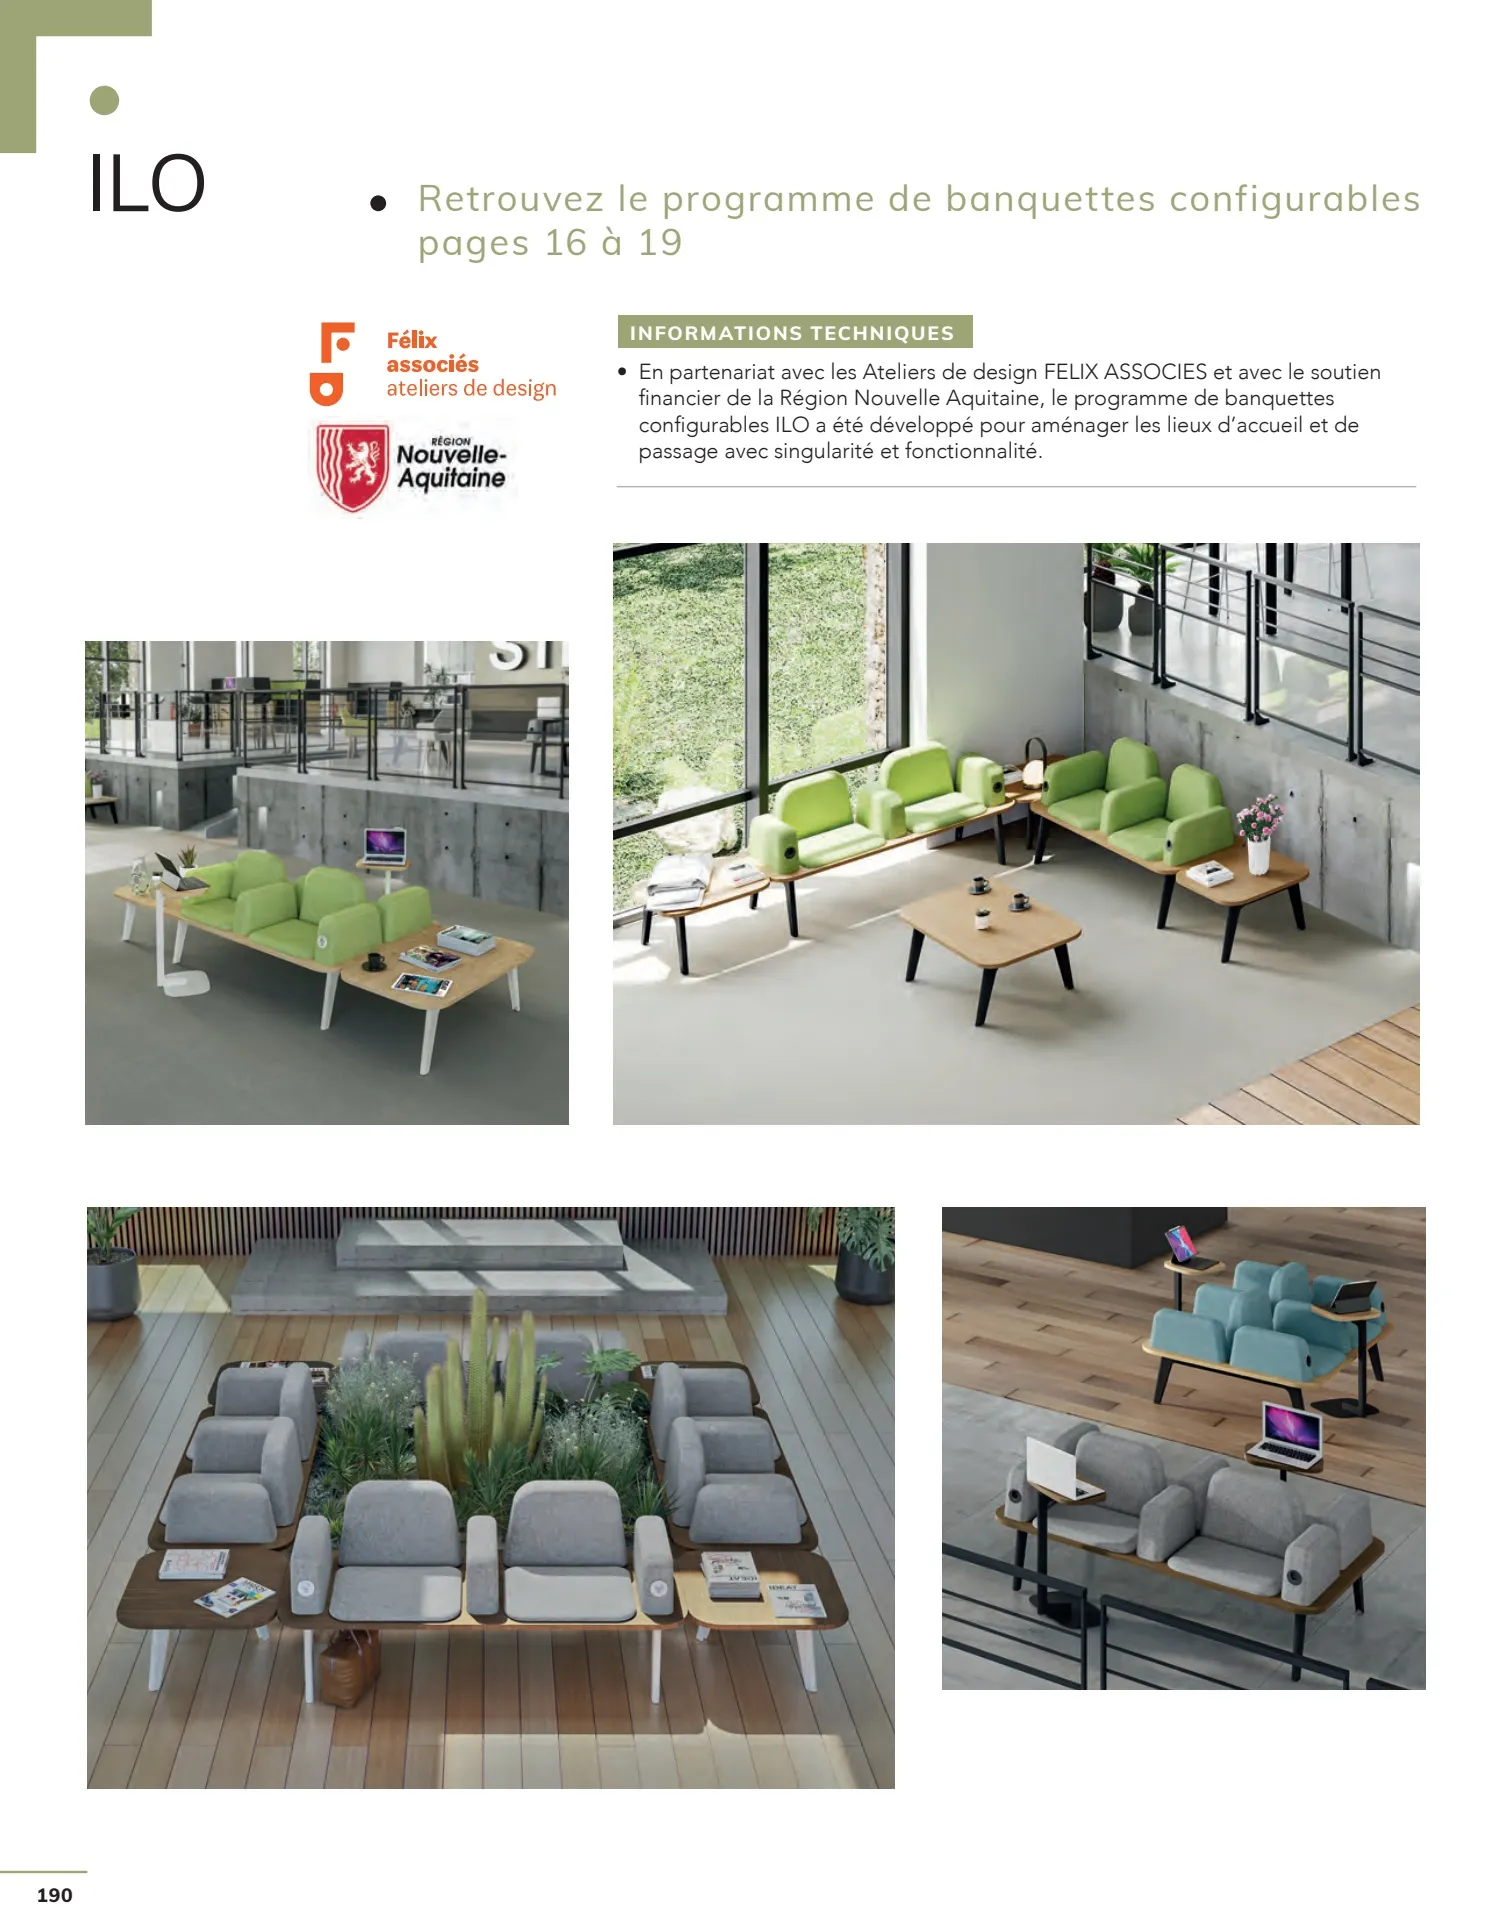 ILO
• Retrouvez le programme de banquettes configurables
pages 16 à 19
Félix
associés
ateliers de design
RÉGION
Nouvelle-
Aquitaine
INFORMATIONS TECHNIQUES
• En partenariat avec les Ateliers de design FELIX ASSOCIES et avec le soutien
financier de la Région Nouvelle Aquitaine, le programme de banquettes
configurables ILO a été développé pour aménager les lieux d’accueil et de
passage avec singularité et fonctionnalité.
190